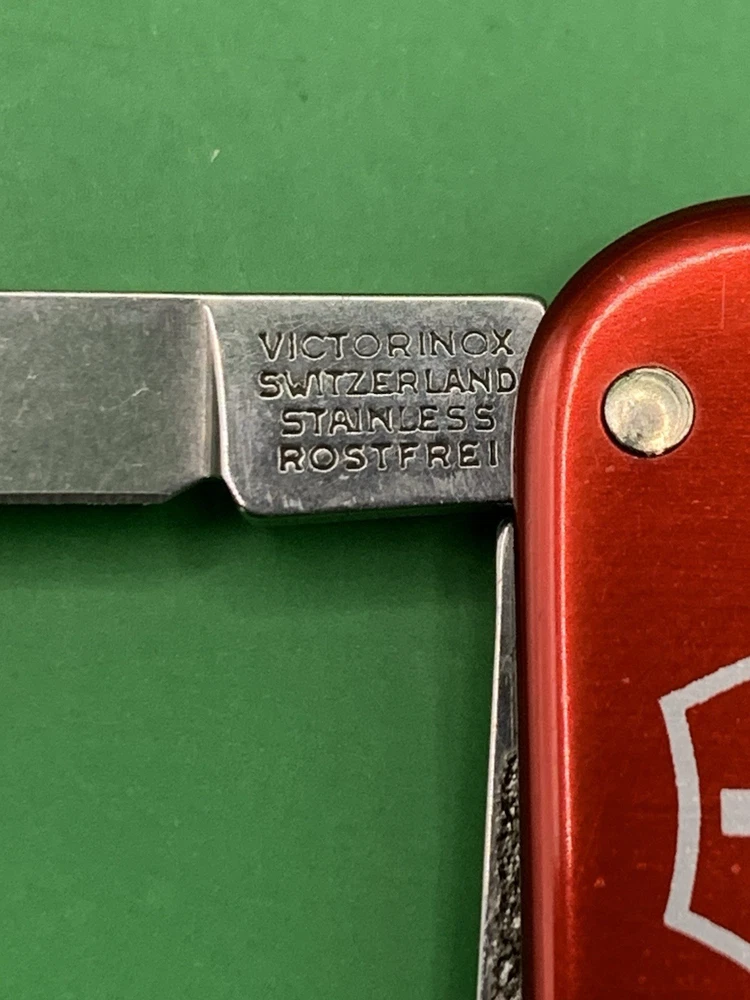 VICTORINOX
SWITZERLAND
STAINLESS
ROSTFREI